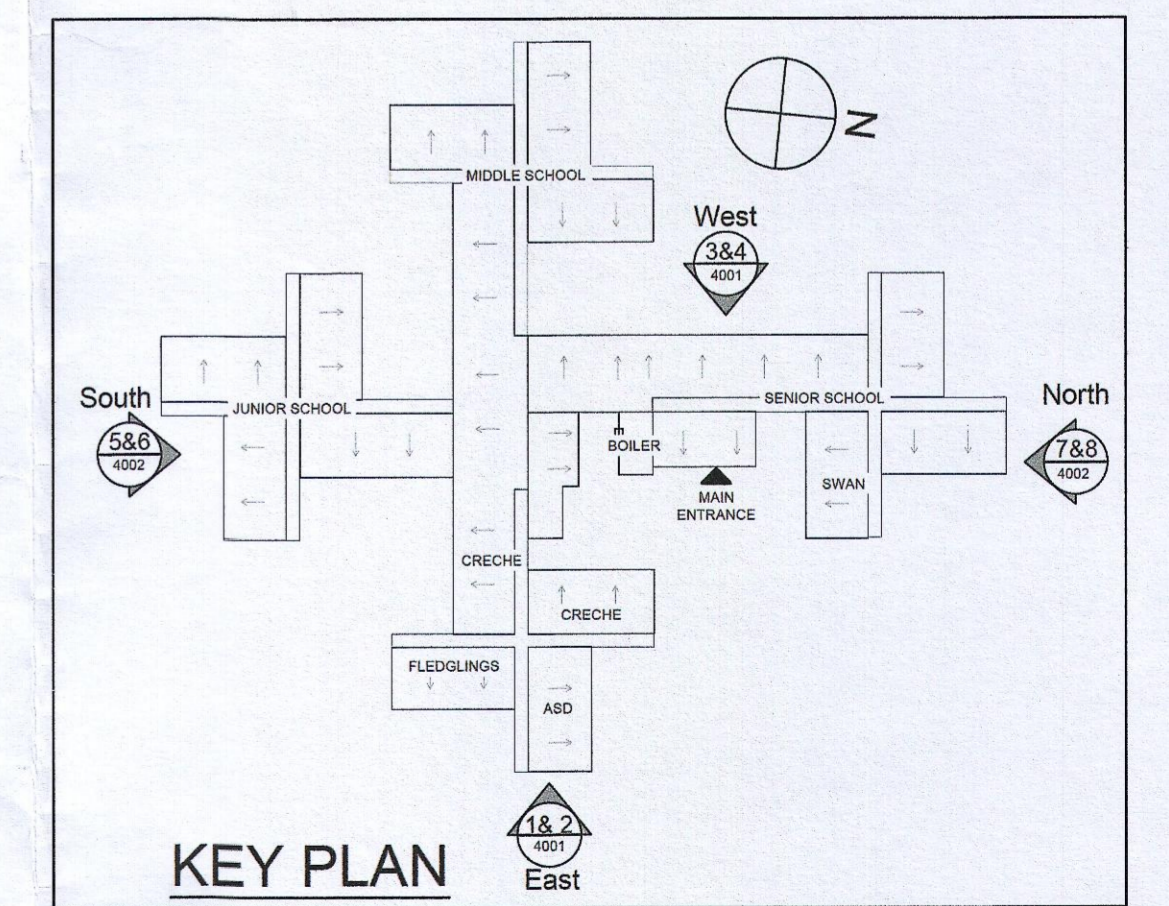 N
MIDDLE SCHOOL
West
3&4
4001
South
5&6
4002
JUNIOR SCHOOL
SENIOR SCHOOL
North
7&8
4002
BOILER
MAIN
ENTRANCE
SWAN
CRECHE
CRECHE
FLEDGLINGS
ASD
1& 2
4001
East
KEY PLAN